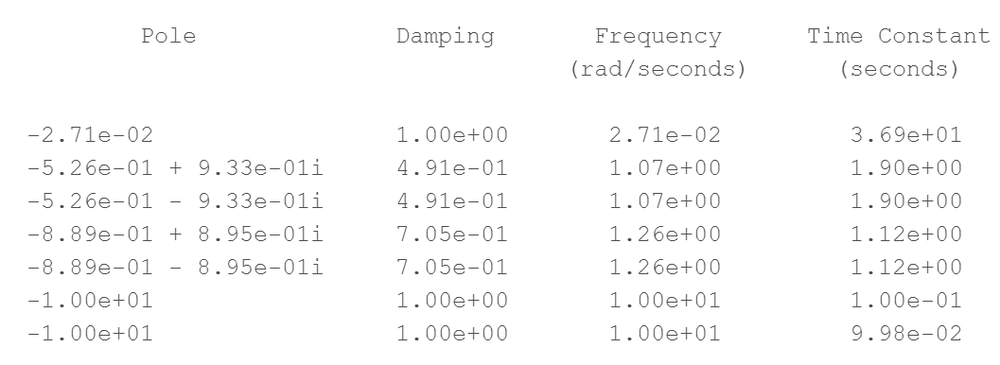 Pole Damping Frequency Time Constant
(rad/seconds) (seconds)
-2.71e-02 1.00e+00 2.71e-02 3.69e+01
-5.26e-01 + 9.33e-01i 4.91e-01 1.07e+00 1.90e+00
-5.26e-01 - 9.33e-01i 4.91e-01 1.07e+00 1.90e+00
-8.89e-01 + 8.95e-01i 7.05e-01 1.26e+00 1.12e+00
-8.89e-01 - 8.95e-01i 7.05e-01 1.26e+00 1.12e+00
-1.00e+01 1.00e+00 1.00e+01 1.00e-01
-1.00e+01 1.00e+00 1.00e+01 9.98e-02